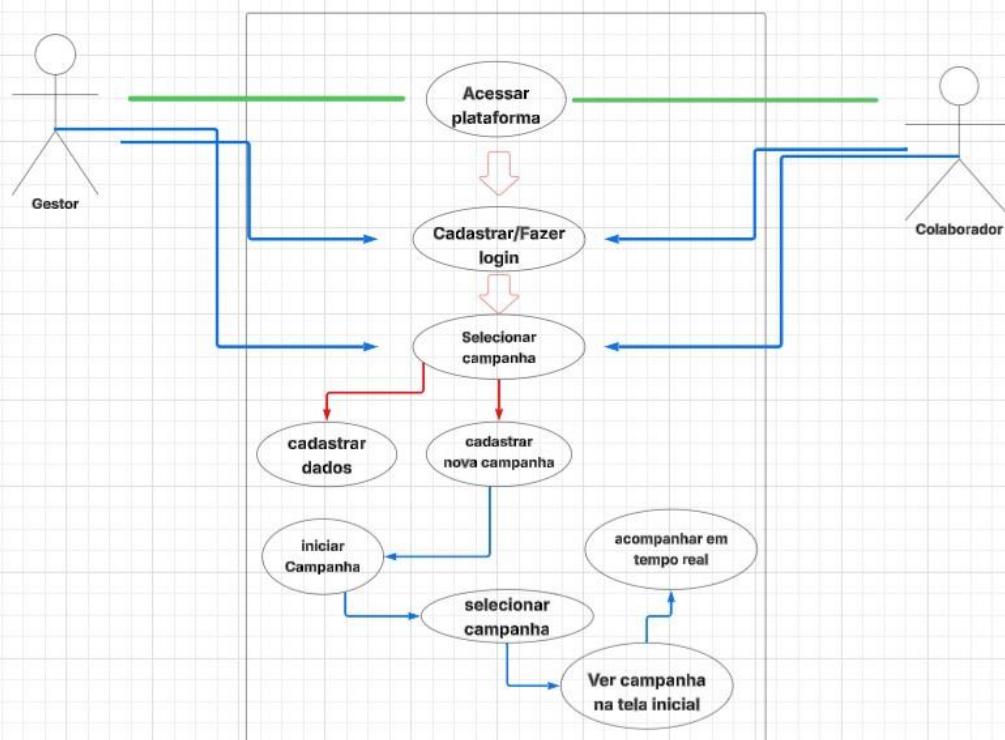 Acessar
plataforma
Gestor
Colaborador
Cadastrar/Fazer
login
Selecionar
campanha
cadastrar
dados
cadastrar
nova campanha
iniciar
Campanha
acompanhar em
tempo real
selecionar
campanha
Ver campanha
na tela inicial